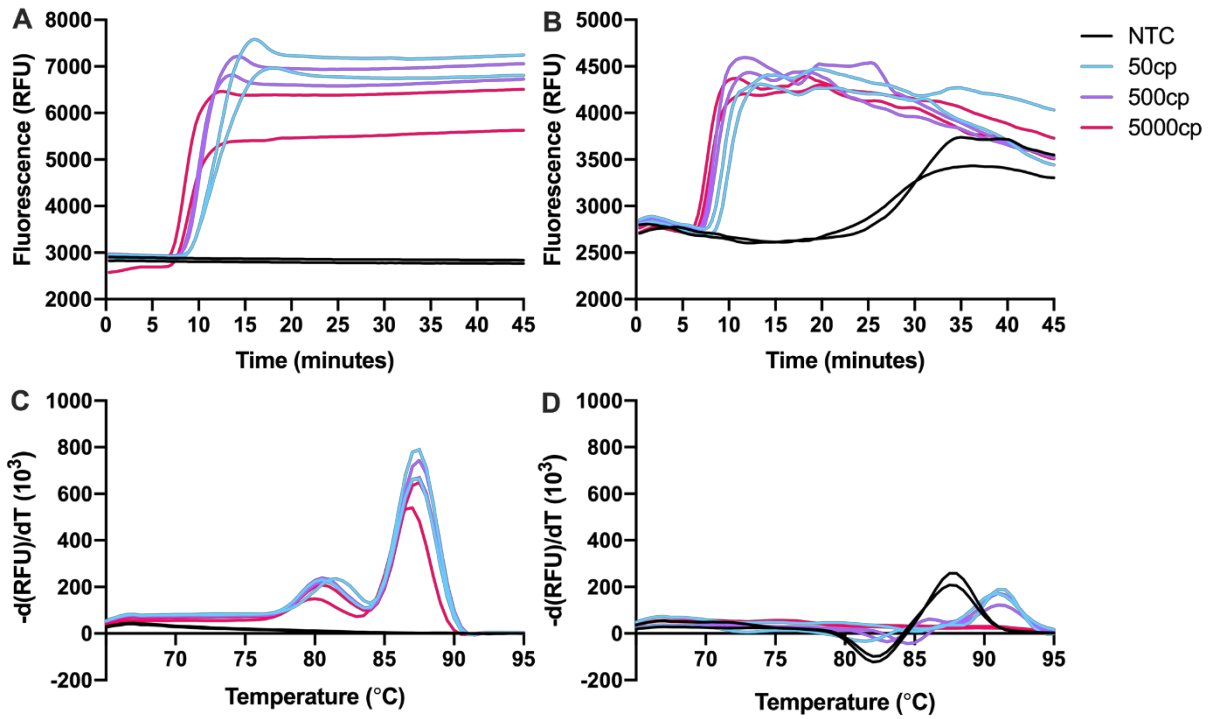 A
Fluorescence (RFU)
8000
7000
6000
5000
4000
3000
2000
0 5 10 15 20 25 30 35 40 45
Time (minutes)
B
Fluorescence (RFU)
5000
4500
4000
3500
3000
2500
2000
0 5 10 15 20 25 30 35 40 45
Time (minutes)
NTC
50cp
500cp
5000cp
C
-d(RFU)/dT (10³)
1000
800
600
400
200
0
-200
70 75 80 85 90 95
Temperature (°C)
D
-d(RFU)/dT (10³)
1000
800
600
400
200
0
-200
70 75 80 85 90 95
Temperature (°C)